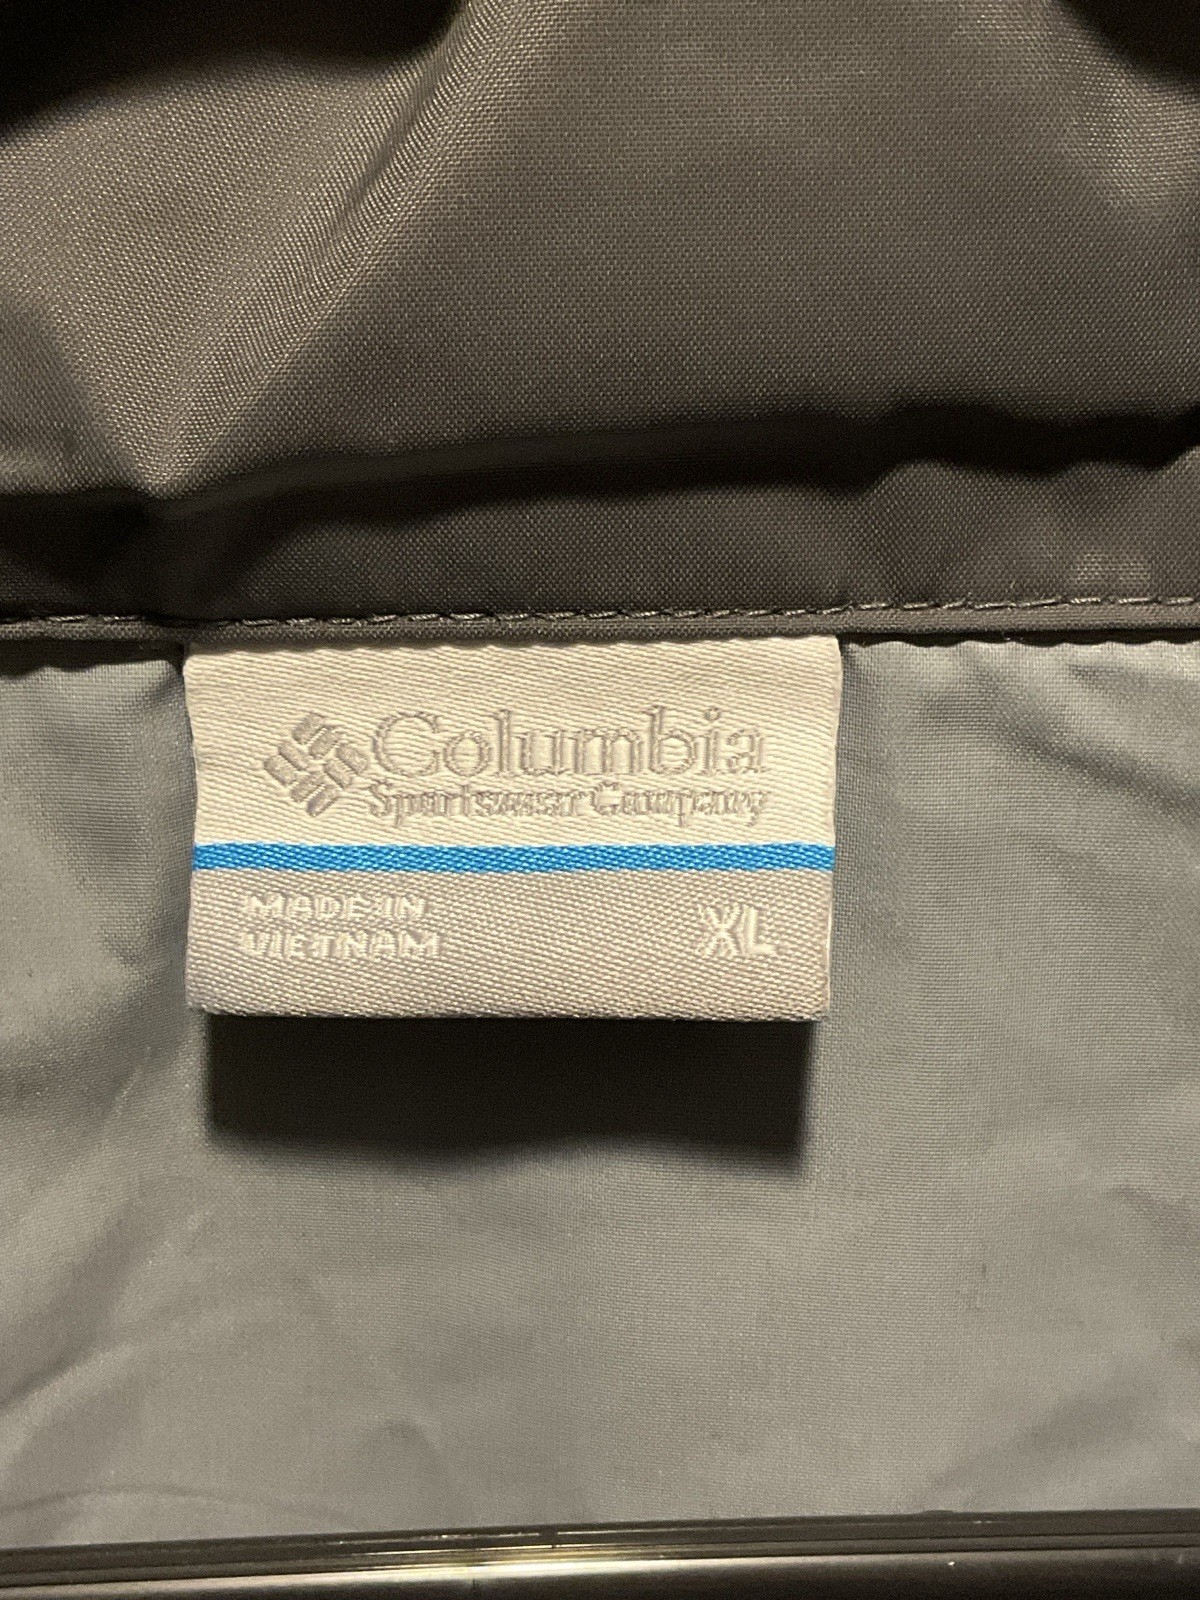 Columbia
Sportswear Company
MADE IN
VIETNAM
XL